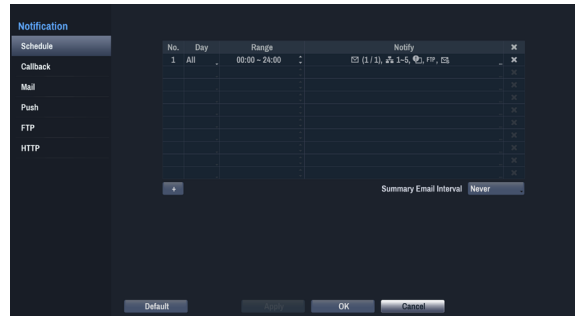 Notification
Schedule
Callback
Mail
Push
FTP
HTTP
No. Day Range Notify
1 All 00:00 – 24:00 (1 / 1), 1~5, FTP,
+
Summary Email Interval Never
Default Apply OK Cancel